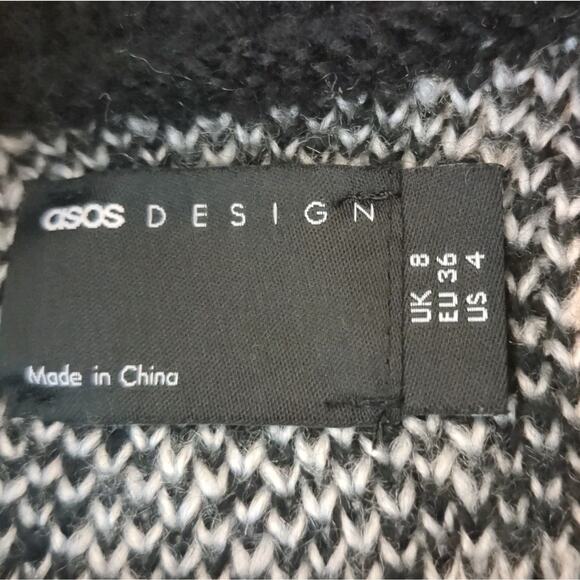 asos DESIGN
Made in China
UK 8
EU 36
US 4